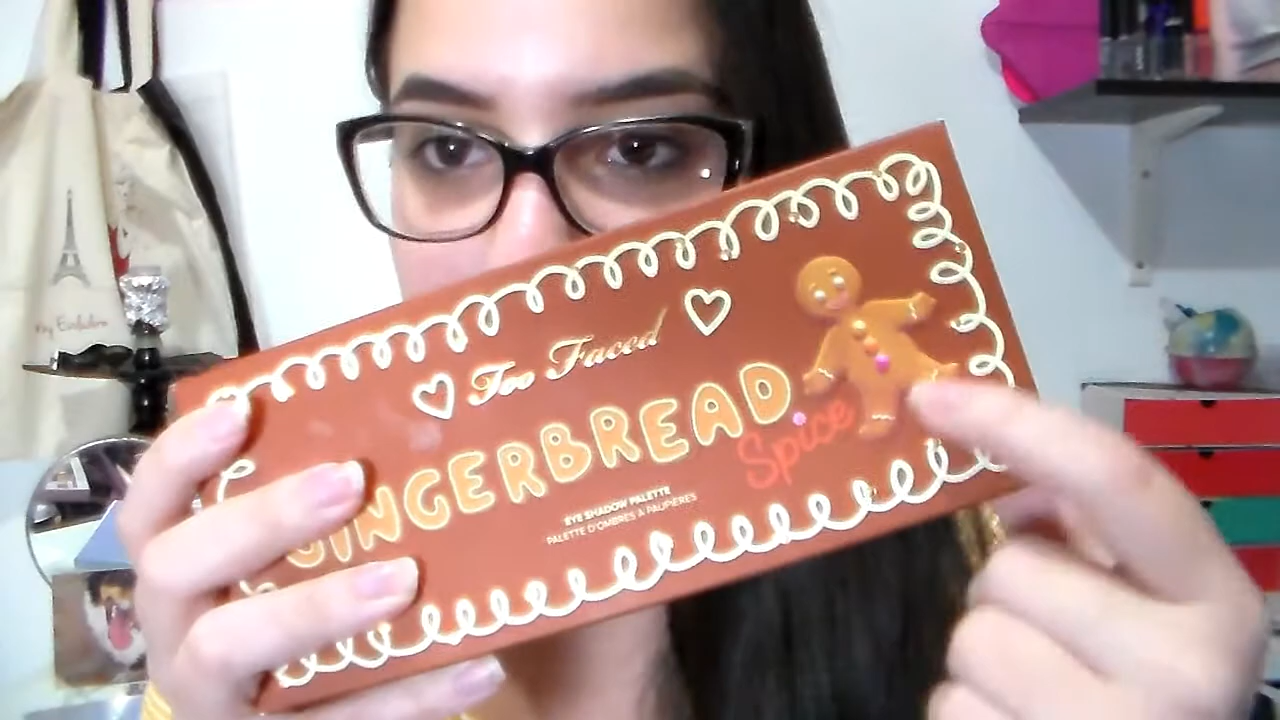 Too Faced
GINGERBREAD
Spice
EYE SHADOW PALETTE
PALETTE D'OMBRES À PAUPIÈRES